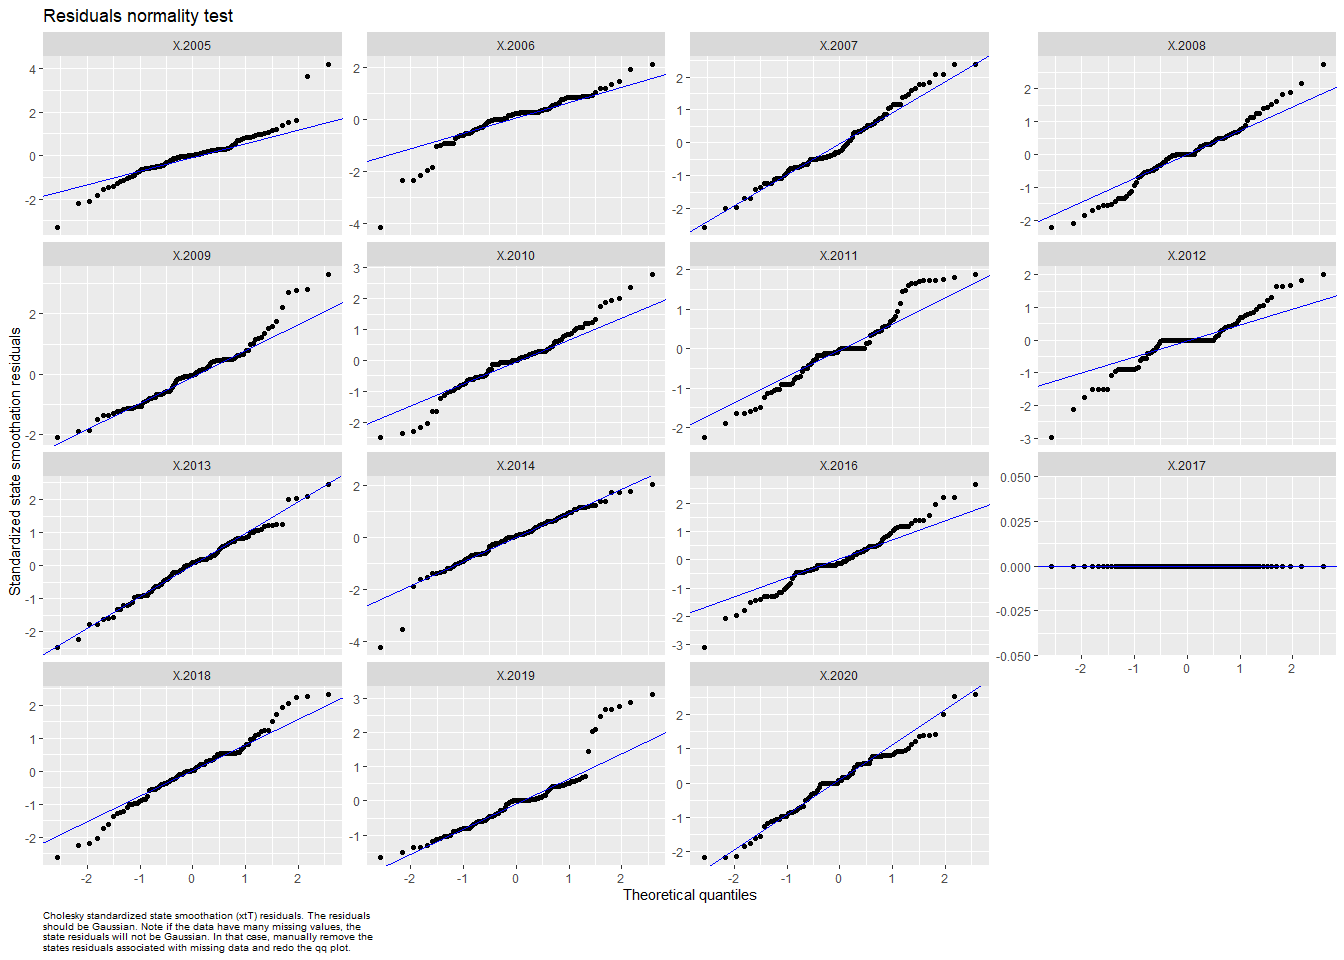 Residuals normality test
X.2005
X.2006
X.2007
X.2008
4
2
0
-2
2
0
-2
-4
2
1
0
-1
-2
2
1
0
-1
-2
X.2009
X.2010
X.2011
X.2012
2
0
-2
3
2
1
0
-1
-2
2
1
0
-1
-2
2
1
0
-1
-2
-3
Standardized state smoothation residuals
X.2013
X.2014
X.2016
X.2017
2
1
0
-1
-2
2
0
-2
-4
2
1
0
-1
-2
-3
0.050
0.025
0.000
-0.025
-0.050
-2 -1 0 1 2
X.2018
X.2019
X.2020
2
1
0
-1
-2
3
2
1
0
-1
2
1
0
-1
-2
-2 -1 0 1 2
-2 -1 0 1 2
-2 -1 0 1 2
Theoretical quantiles
Cholesky standardized state smoothation (xtT) residuals. The residuals
should be Gaussian. Note if the data have many missing values, the
state residuals will not be Gaussian. In that case, manually remove the
states residuals associated with missing data and redo the qq plot.